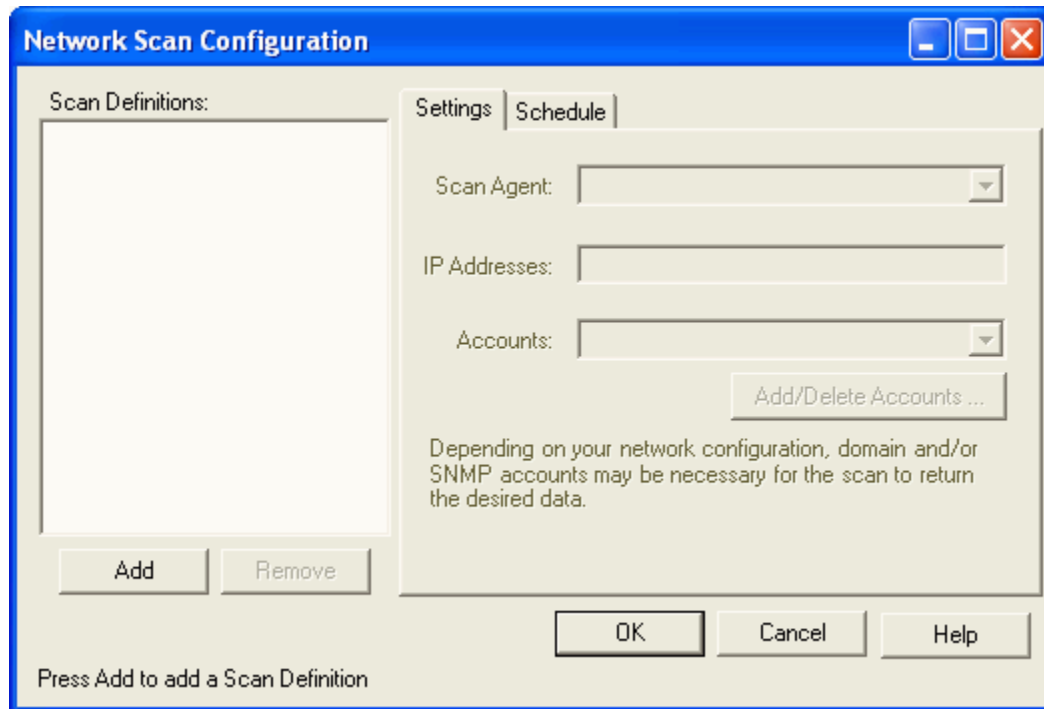 Network Scan Configuration
Scan Definitions:
Settings
Schedule
Scan Agent:
IP Addresses:
Accounts:
Add/Delete Accounts ...
Depending on your network configuration, domain and/or
SNMP accounts may be necessary for the scan to return
the desired data.
Add
Remove
OK
Cancel
Help
Press Add to add a Scan Definition